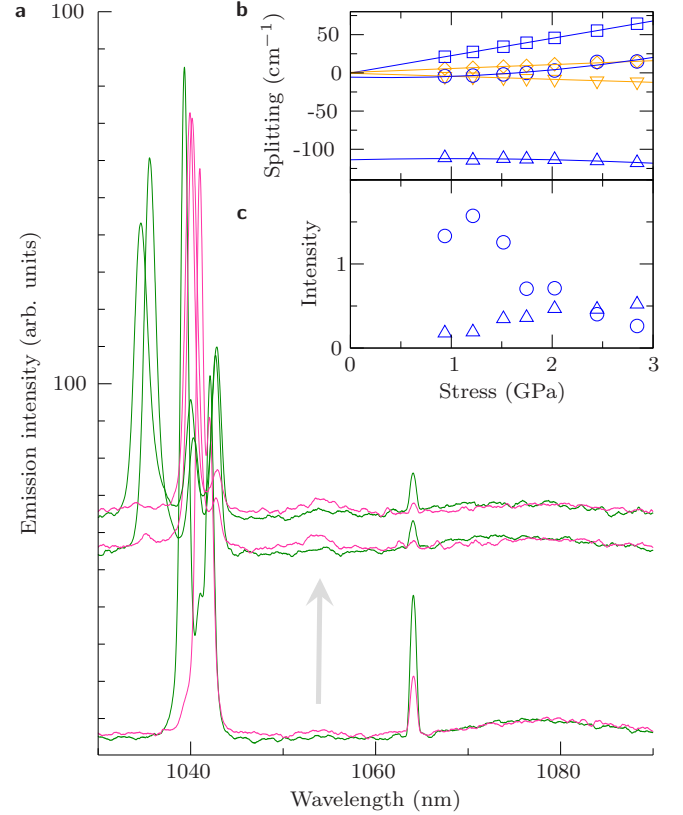 a
100
100
Emission intensity (arb. units)
1040
1060
1080
Wavelength (nm)
b
50
0
-50
-100
Splitting (cm⁻¹)
c
1
0
Intensity
0
1
2
3
Stress (GPa)